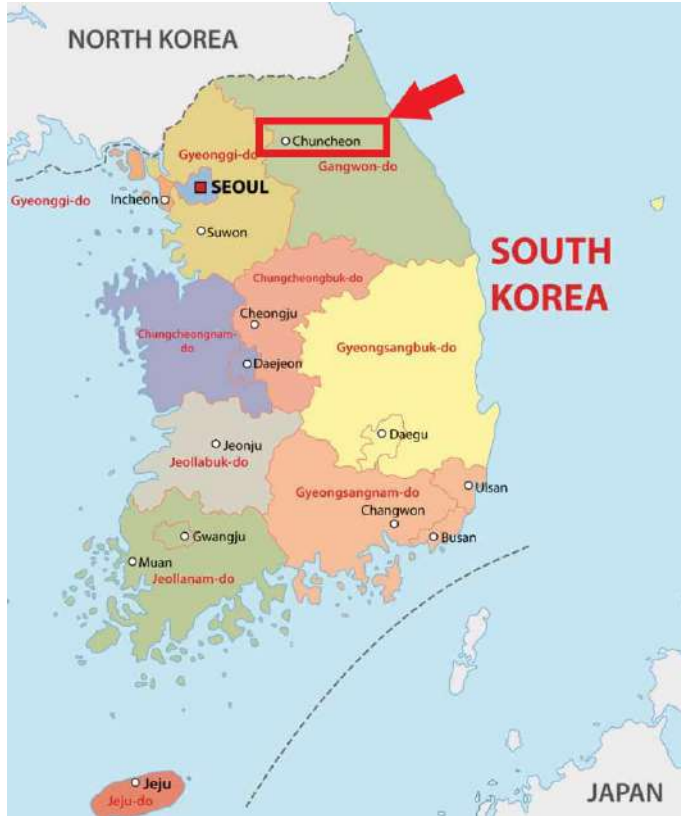 NORTH KOREA
Chuncheon
Gyeonggi-do
Gangwon-do
Gyeonggi-do
Incheon
SEOUL
Suwon
SOUTH
KOREA
Chungcheongbuk-do
Cheongju
Chungcheongnam-
do
Gyeongsangbuk-do
Daejeon
Daegu
Jeonju
Jeollabuk-do
Gyeongsangnam-do
Ulsan
Changwon
Gwangju
Busan
Muan
Jeollanam-do
Jeju
Jeju-do
JAPAN